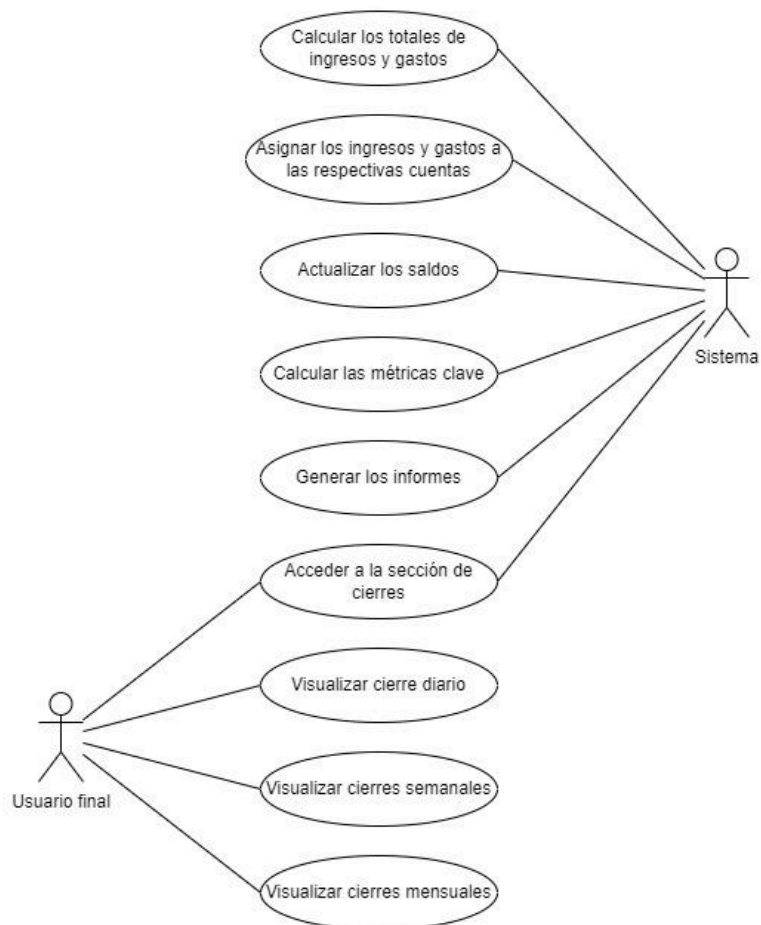 Calcular los totales de
ingresos y gastos
Asignar los ingresos y gastos a
las respectivas cuentas
Actualizar los saldos
Sistema
Calcular las métricas clave
Generar los informes
Acceder a la sección de
cierres
Visualizar cierre diario
Usuario final
Visualizar cierres semanales
Visualizar cierres mensuales